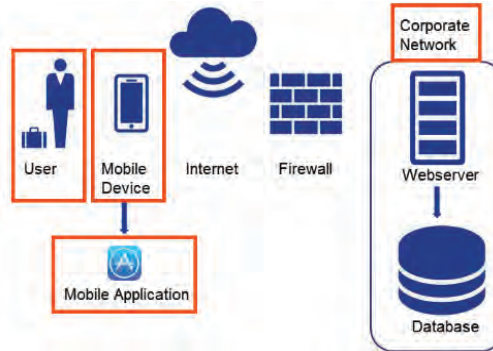 Corporate
Network
User
Mobile
Device
Internet
Firewall
Webserver
Mobile Application
Database